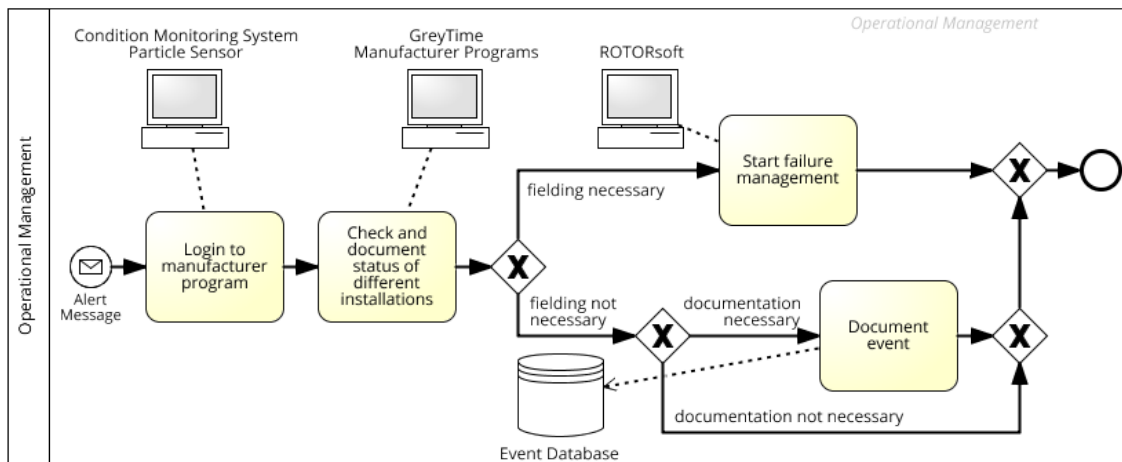 Operational Management
Operational Management
Condition Monitoring System
Particle Sensor
GreyTime
Manufacturer Programs
ROTORsoft
Start failure
management
fielding necessary
Login to
manufacturer
program
Check and
document
status of
different
installations
Alert
Message
fielding not
necessary
documentation
necessary
Document
event
documentation not necessary
Event Database